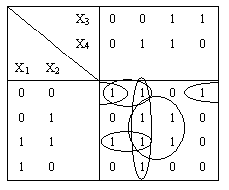 X₃ 0 0 1 1
X₄ 0 1 1 0
X₁ X₂
0 0 1 1 0 1
0 1 0 1 1 0
1 1 1 1 1 0
1 0 0 1 0 0